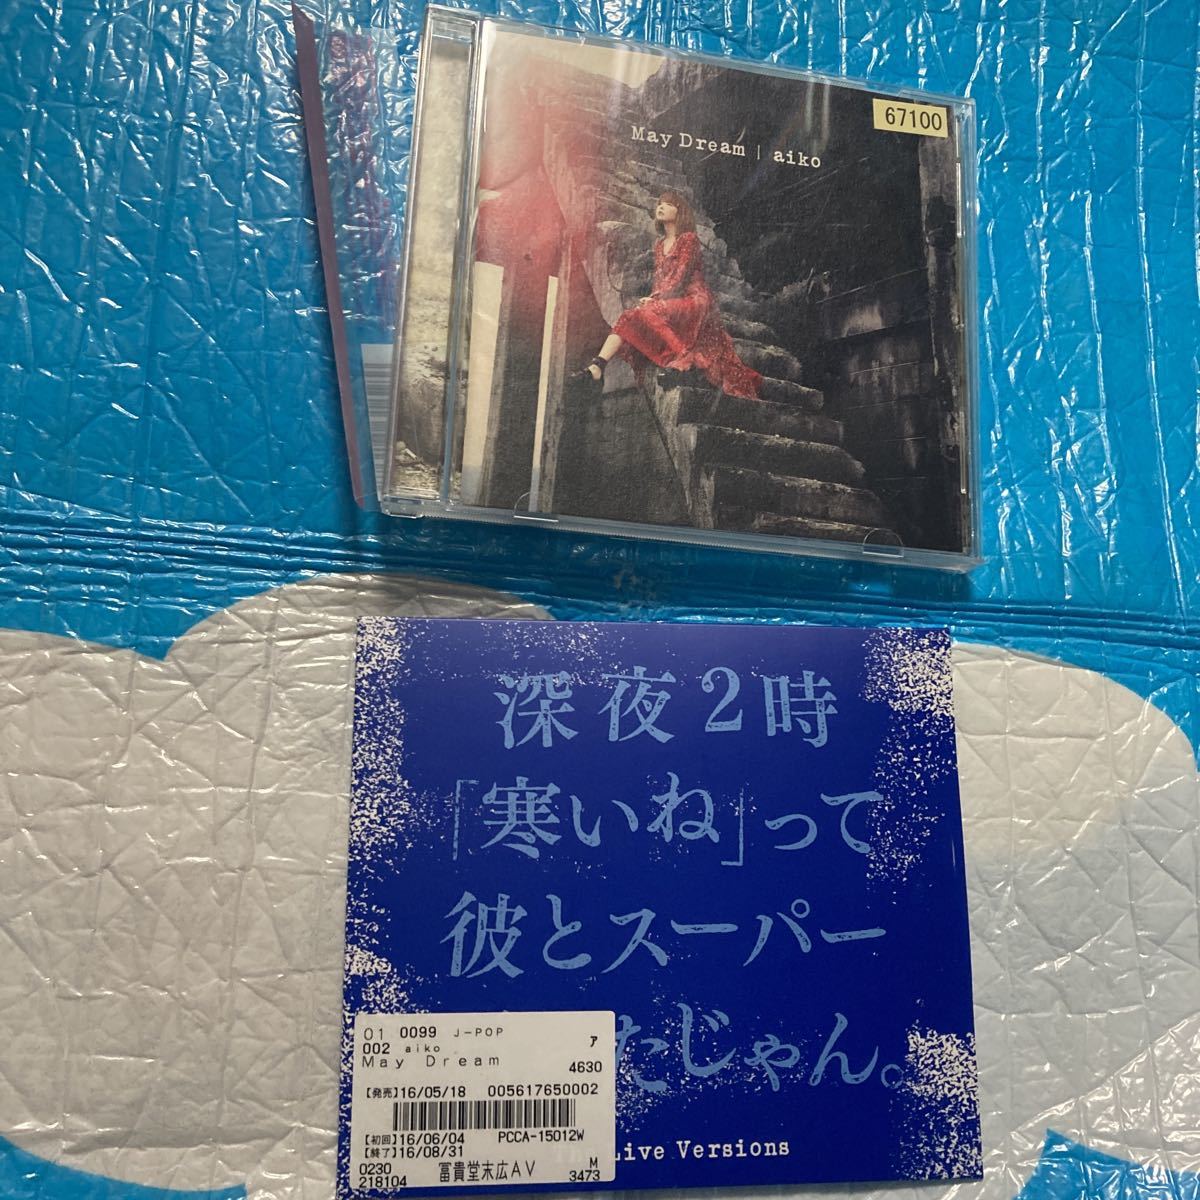 67100
May Dream | aiko
深夜2時
「寒いね」って
彼とスーパー
たじゃん。
Live Versions
01 0099 J-POP ア
002 aiko
May Dream
4630
【発売】16/05/18 005617650002
【初回】16/06/04 PCCA-15012W
【終了】16/08/31
0230 冨貴堂末広AV M
218104 3473